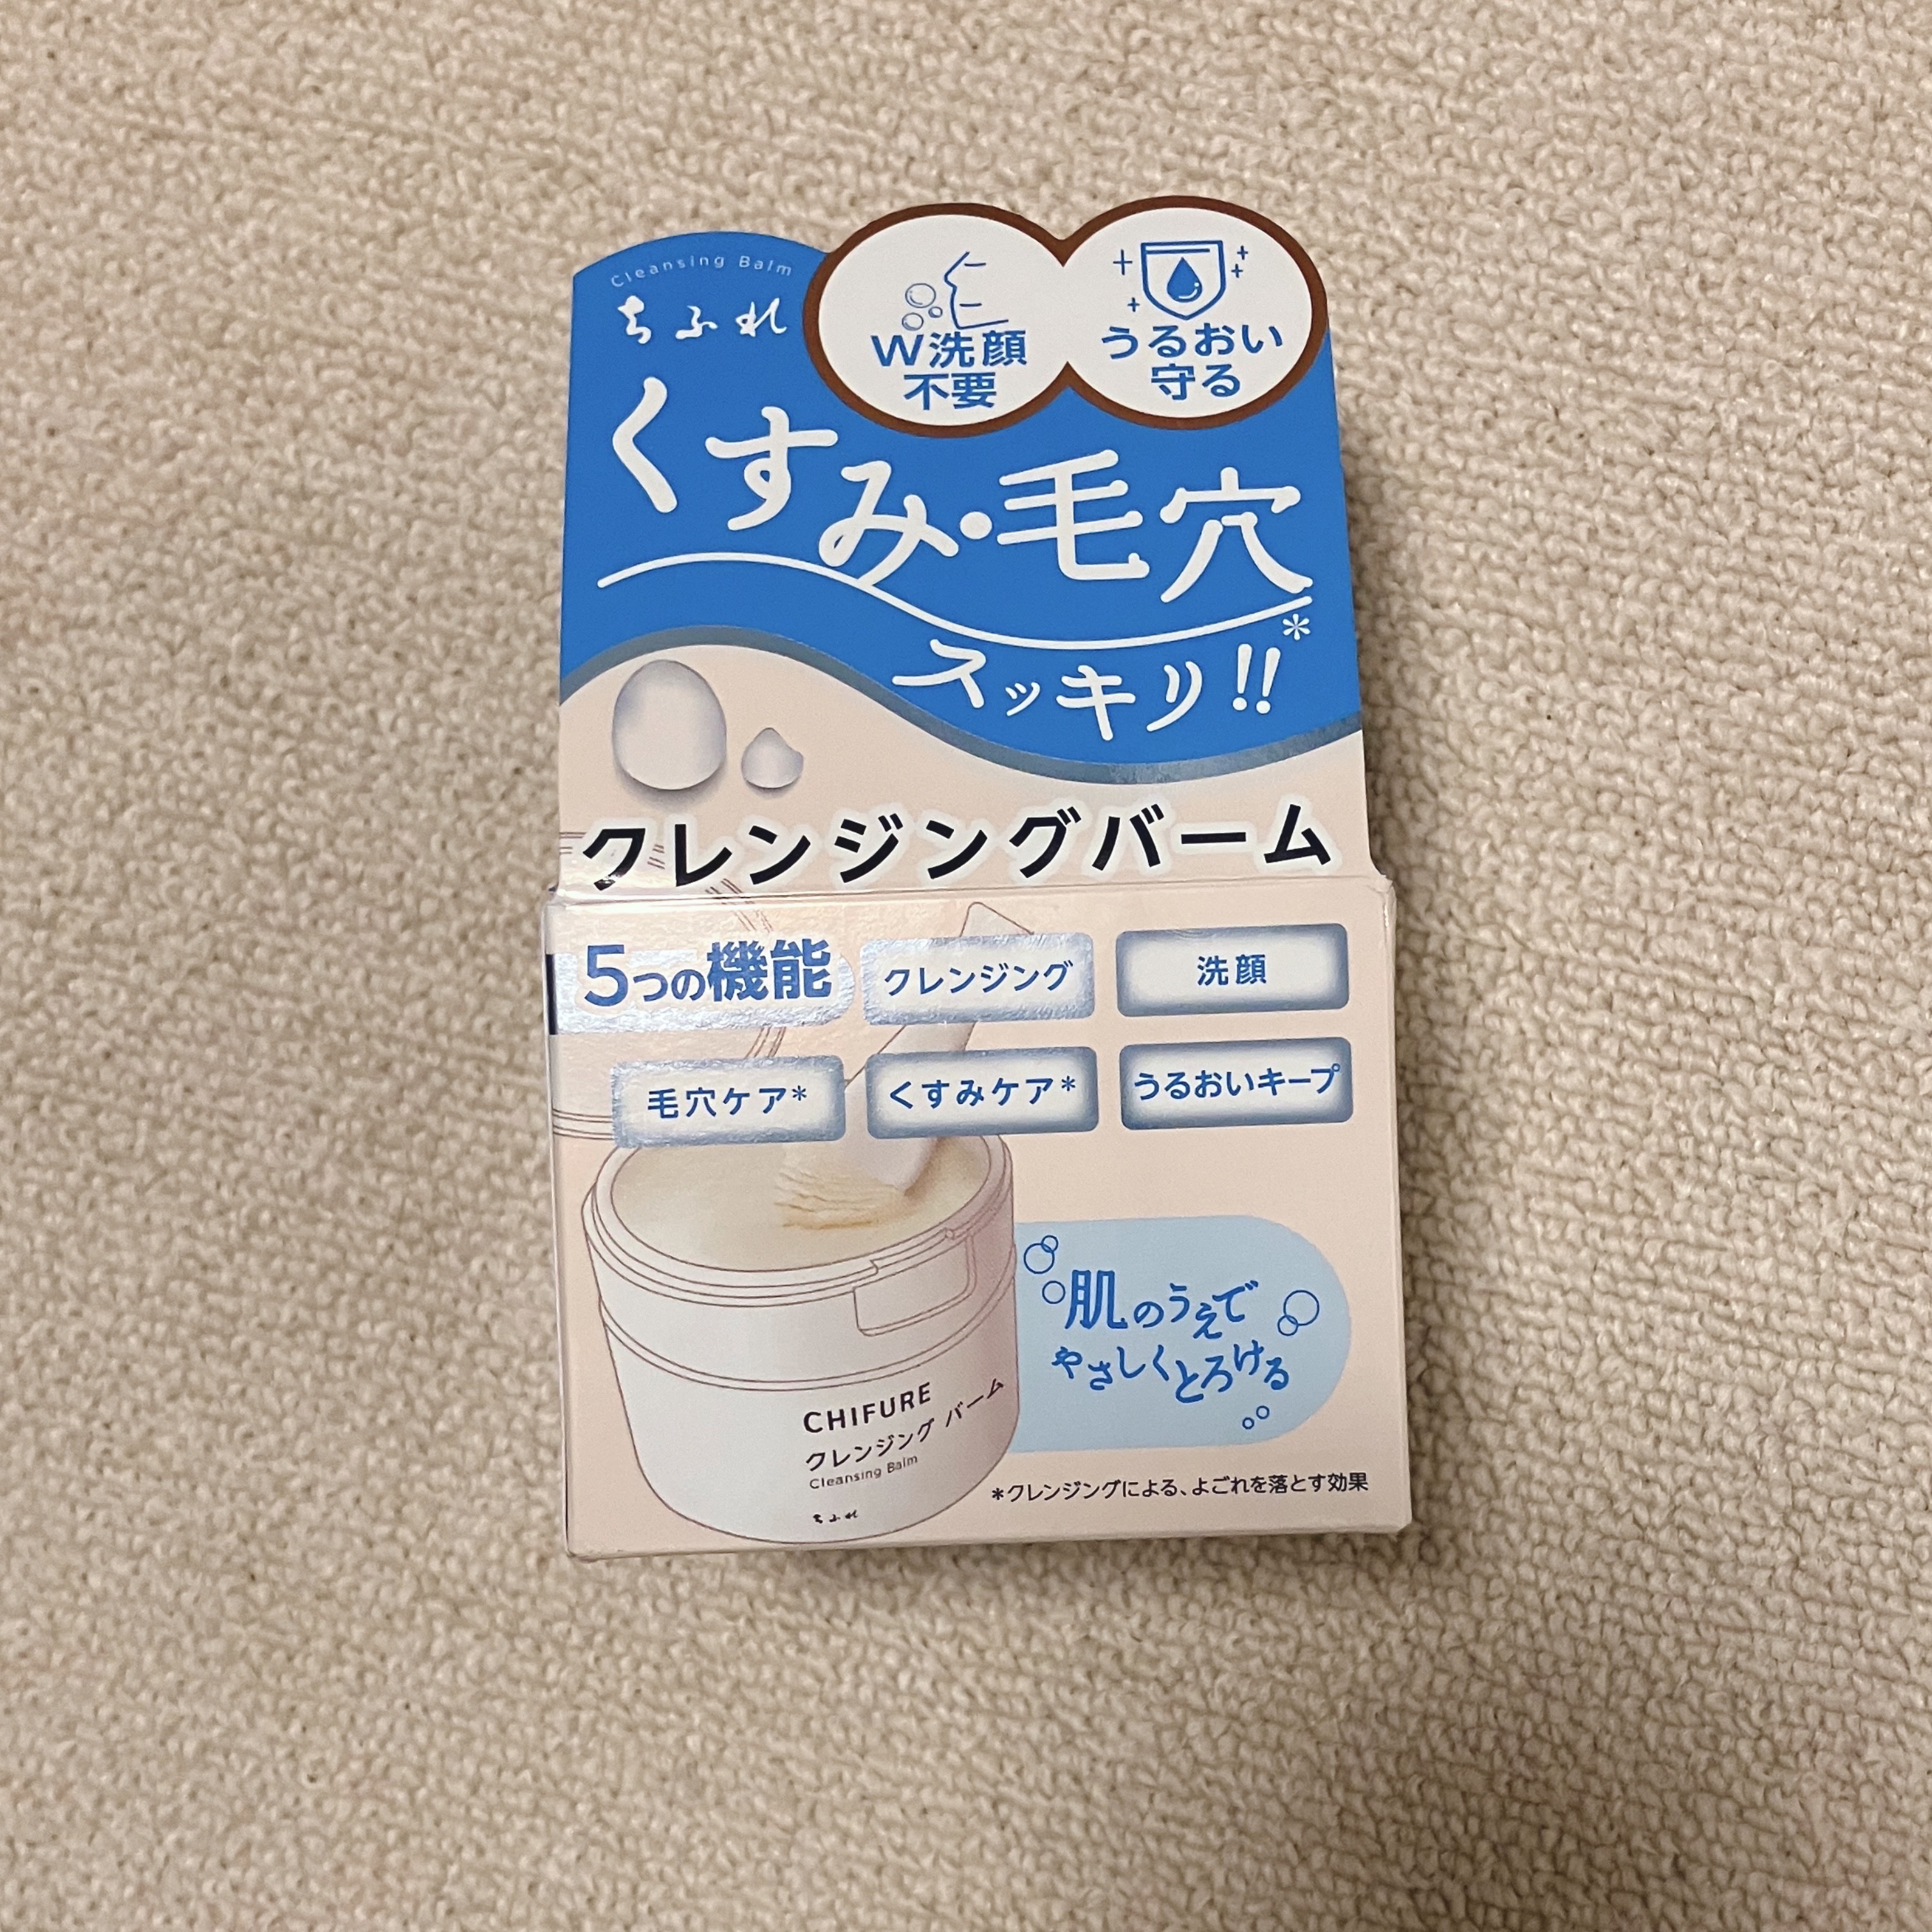 Cleansing Balm
ちふれ
W洗顔
不要
うるおい
守る
くすみ・毛穴
スッキリ!!*
クレンジングバーム
5つの機能
クレンジング
洗顔
毛穴ケア*
くすみケア*
うるおいキープ
肌のうえで
やさしくとろける
CHIFURE
クレンジング バーム
Cleansing Balm
ちふれ
*クレンジングによる、よごれを落とす効果